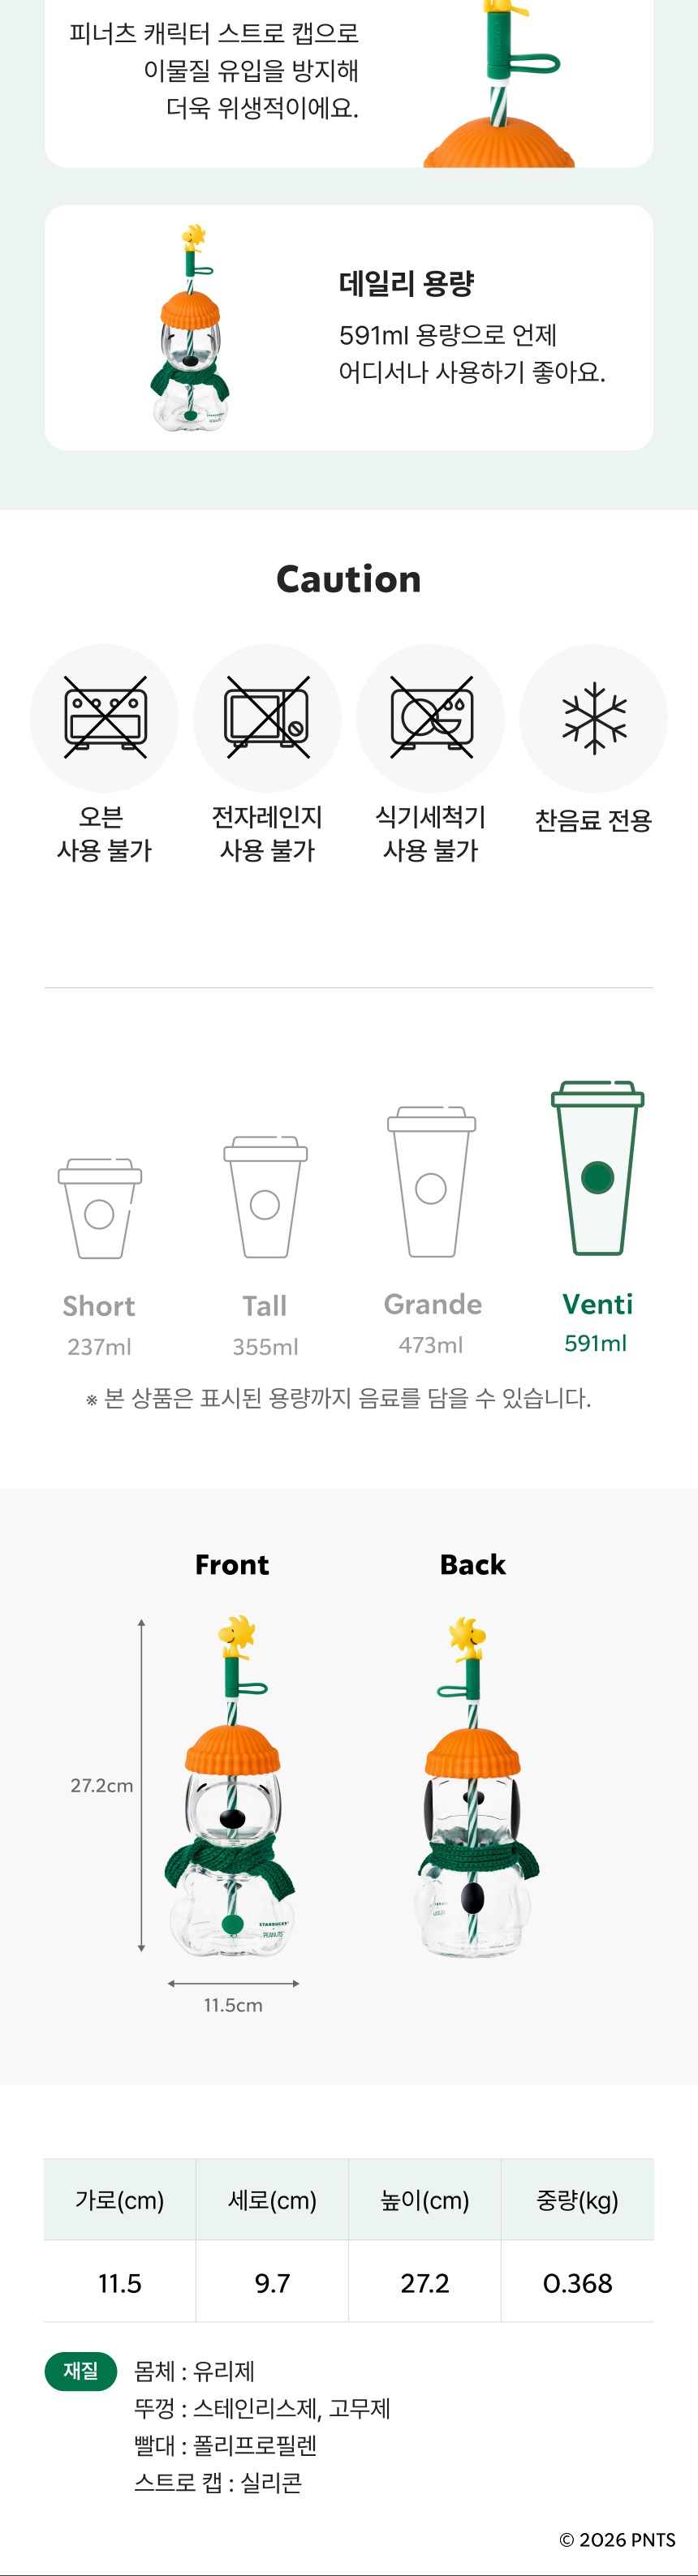 피너츠 캐릭터 스트로 캡으로
이물질 유입을 방지해
더욱 위생적이에요.
데일리 용량
591ml 용량으로 언제
어디서나 사용하기 좋아요.
Caution
오븐
사용 불가
전자레인지
사용 불가
식기세척기
사용 불가
찬음료 전용
Short
237ml
Tall
355ml
Grande
473ml
Venti
591ml
※ 본 상품은 표시된 용량까지 음료를 담을 수 있습니다.
Front
Back
27.2cm
STARBUCKS
PEANUTS
11.5cm
가로(cm) 세로(cm) 높이(cm) 중량(kg)
11.5 9.7 27.2 0.368
재질 몸체 : 유리제
뚜껑 : 스테인리스제, 고무제
빨대 : 폴리프로필렌
스트로 캡 : 실리콘
© 2026 PNTS